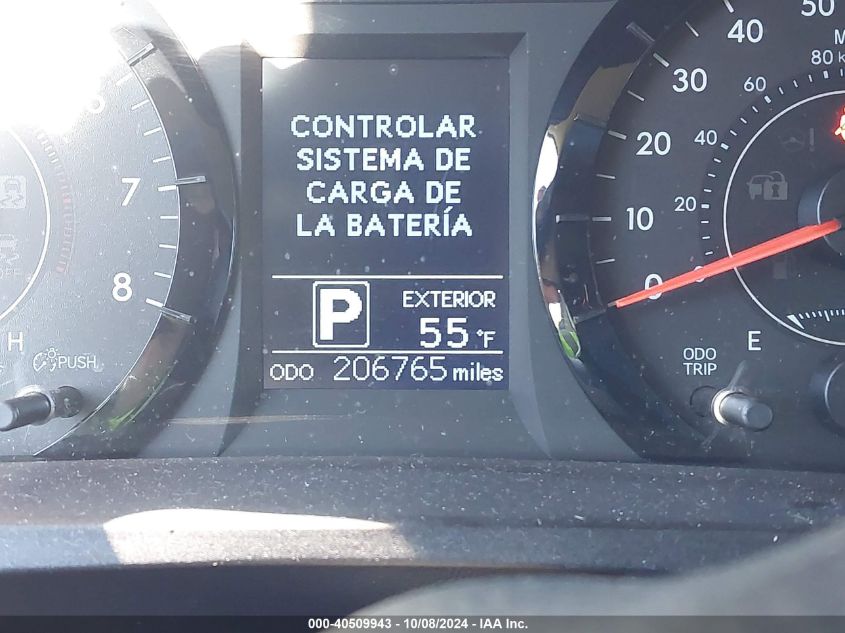 CONTROLAR
SISTEMA DE
CARGA DE
LA BATERÍA
P
EXTERIOR
55 °F
ODO 206765 miles
7
8
H
PUSH
OFF
50
40
30
20
10
0
80
60
40
20
ODO
TRIP
E
000-40509943 - 10/08/2024 - IAA Inc.